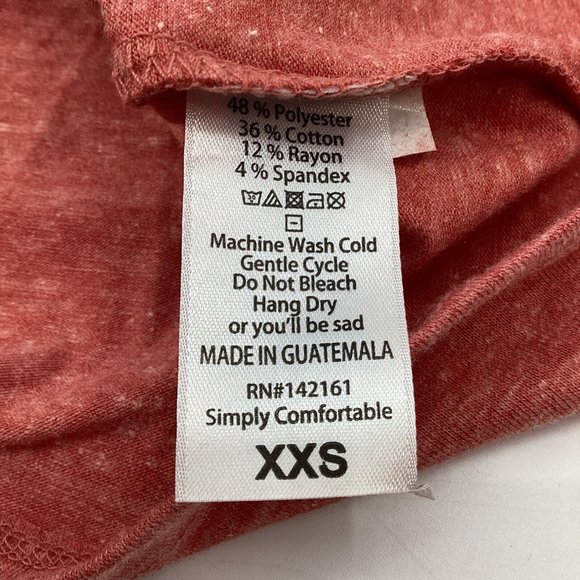 48 % Polyester
36 % Cotton
12 % Rayon
4 % Spandex
Machine Wash Cold
Gentle Cycle
Do Not Bleach
Hang Dry
or you'll be sad
MADE IN GUATEMALA
RN#142161
Simply Comfortable
XXS